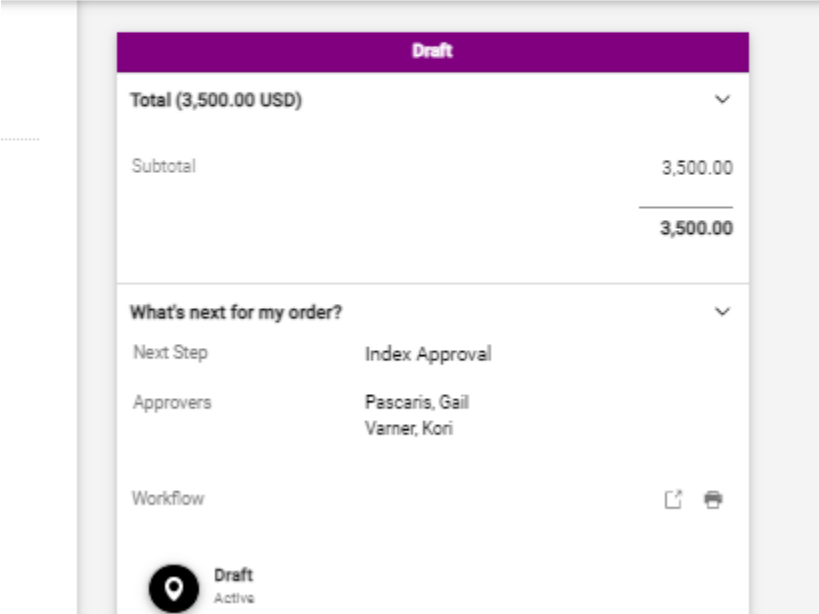 Draft
Total (3,500.00 USD)
Subtotal 3,500.00
3,500.00
What's next for my order?
Next Step Index Approval
Approvers Pascaris, Gail
Varner, Kori
Workflow
Draft
Active